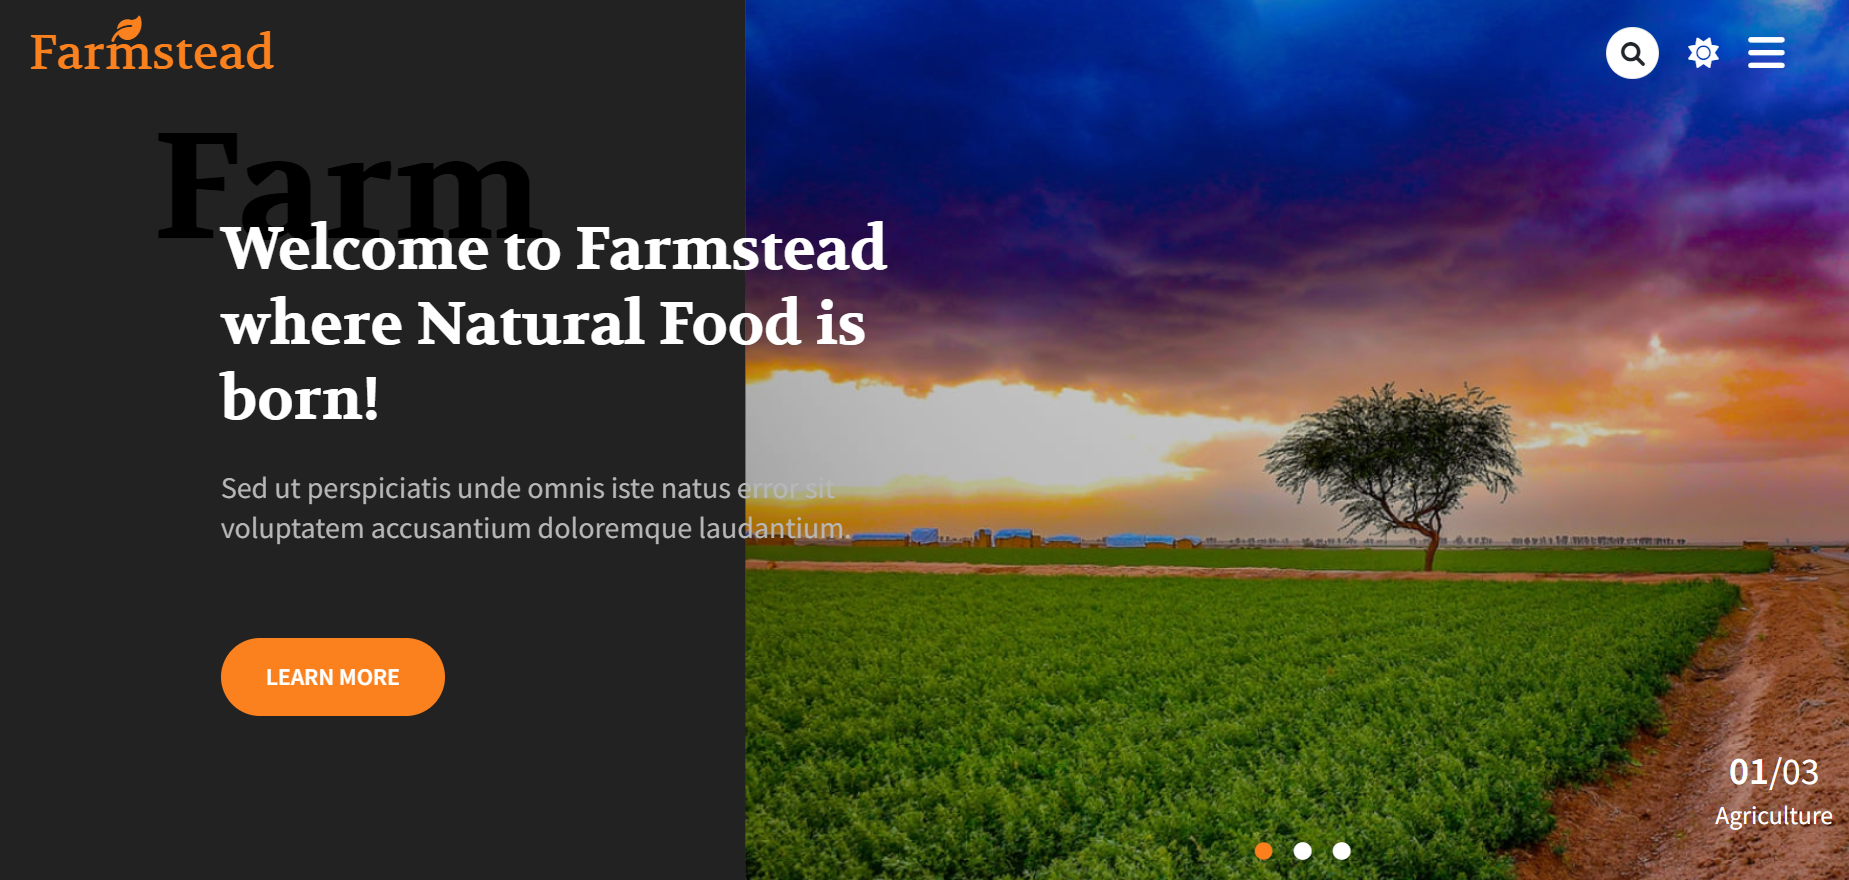 Farmstead
Farm
Welcome to Farmstead
where Natural Food is
born!
Sed ut perspiciatis unde omnis iste natus error sit
voluptatem accusantium doloremque laudantium.
LEARN MORE
01/03
Agriculture